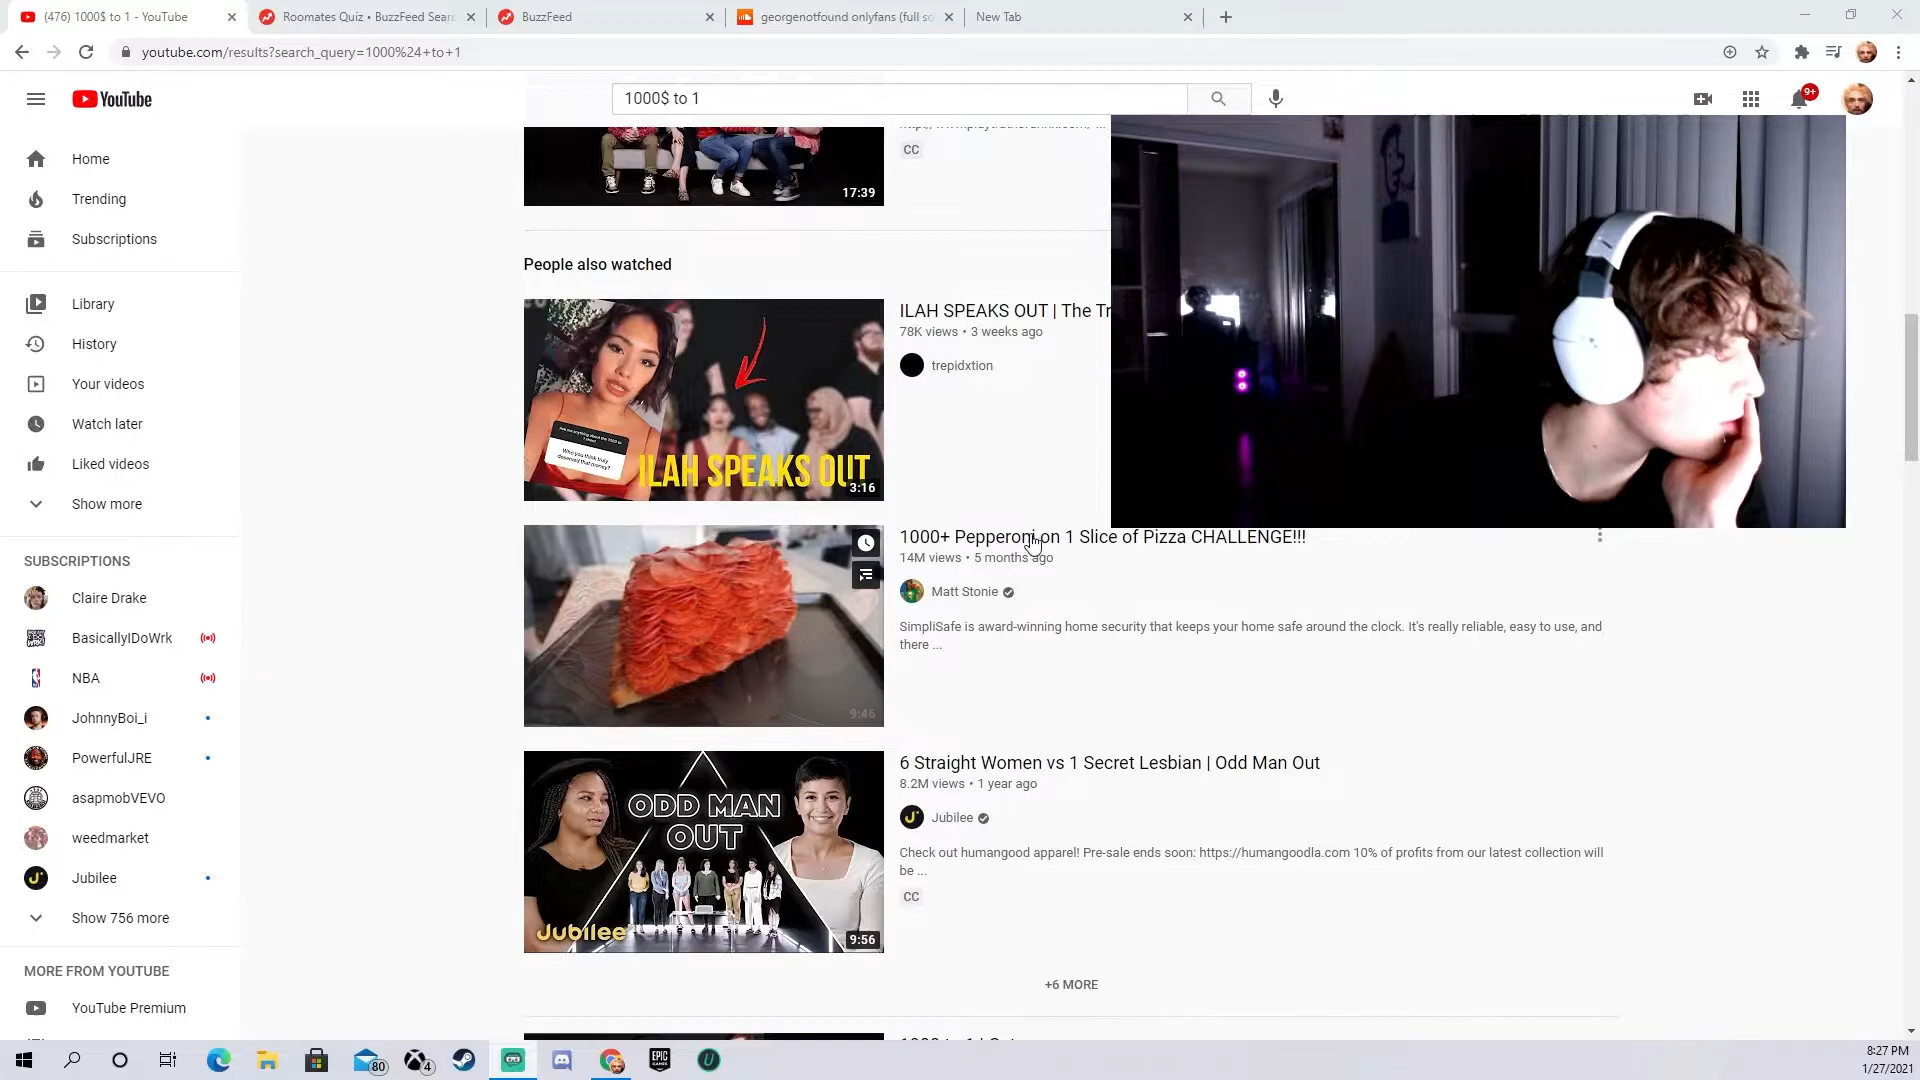 (476) 1000$ to 1 - YouTube
Roomates Quiz • BuzzFeed Sear
BuzzFeed
georgenotfound onlyfans (full so
New Tab
youtube.com/results?search_query=1000%24+to+1
YouTube
1000$ to 1
9+
Home
Trending
Subscriptions
Library
History
Your videos
Watch later
Liked videos
Show more
SUBSCRIPTIONS
Claire Drake
BasicallyIDoWrk
NBA
JohnnyBoi_i
PowerfulJRE
asapmobVEVO
weedmarket
Jubilee
Show 756 more
MORE FROM YOUTUBE
YouTube Premium
17:39
CC
People also watched
ILAH SPEAKS OUT
3:16
ILAH SPEAKS OUT | The Tr
78K views • 3 weeks ago
trepidxtion
9:46
1000+ Pepperoni on 1 Slice of Pizza CHALLENGE!!!
14M views • 5 months ago
Matt Stonie
SimpliSafe is award-winning home security that keeps your home safe around the clock. It's really reliable, easy to use, and
there ...
ODD MAN
OUT
Jubilee
9:56
6 Straight Women vs 1 Secret Lesbian | Odd Man Out
8.2M views • 1 year ago
Jubilee
Check out humangood apparel! Pre-sale ends soon: https://humangoodla.com 10% of profits from our latest collection will
be ...
CC
+6 MORE
80
4
EPIC
GAMES
8:27 PM
1/27/2021